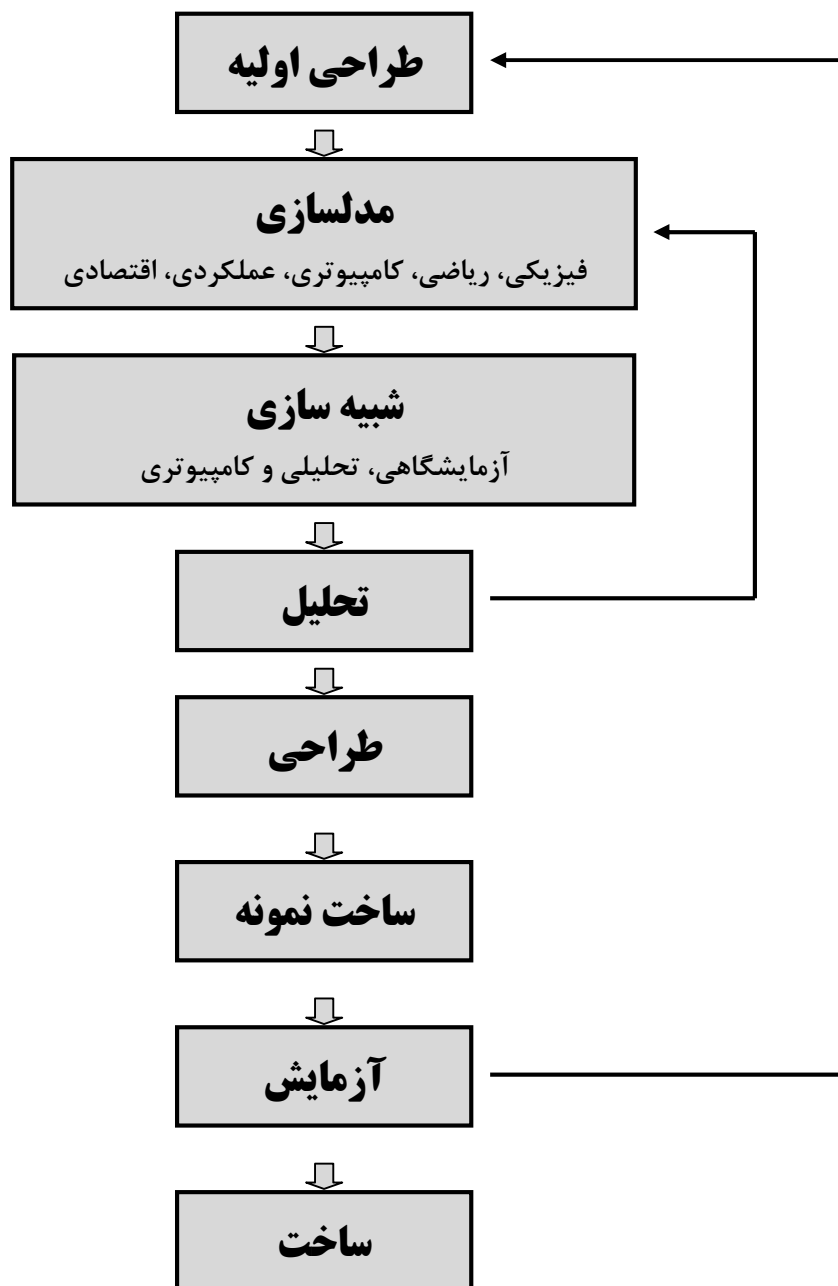 طراحی اولیه
مدلسازی
فیزیکی، ریاضی، کامپیوتری، عملکردی، اقتصادی
شبیه سازی
آزمایشگاهی، تحلیلی و کامپیوتری
تحلیل
طراحی
ساخت نمونه
آزمایش
ساخت